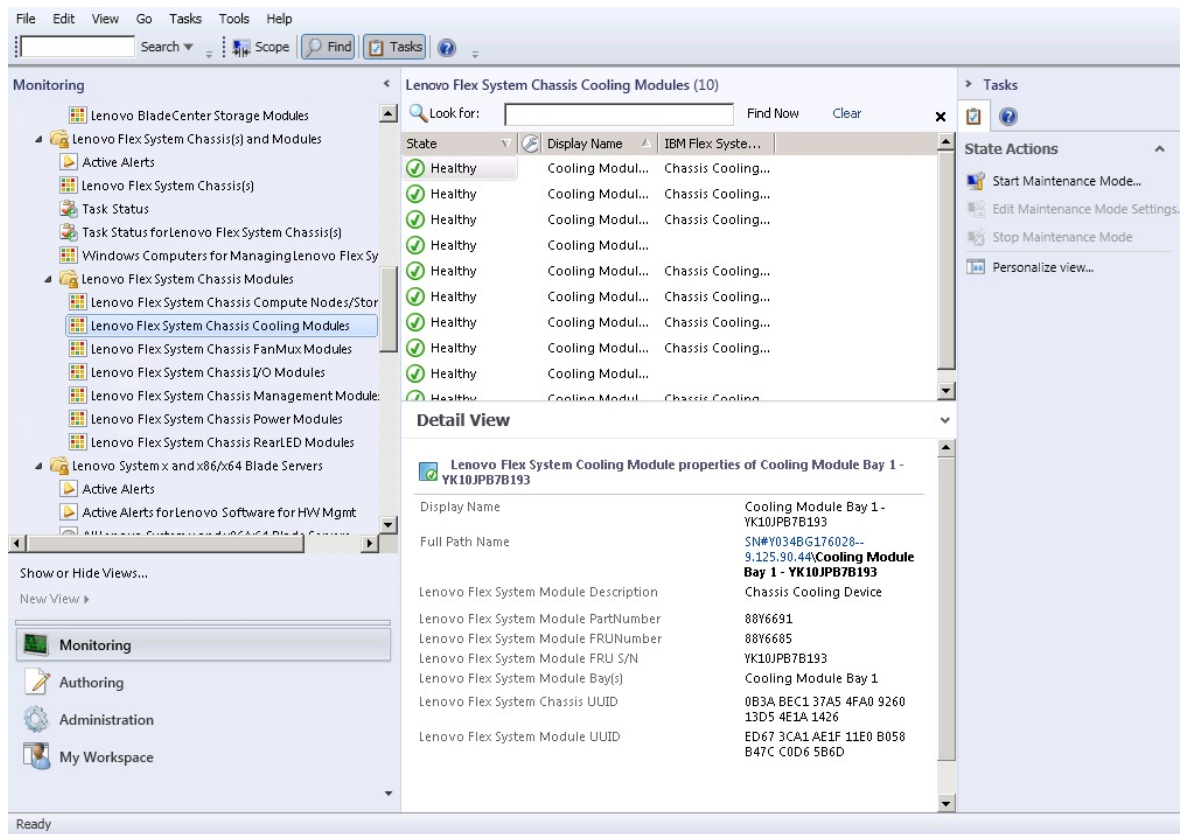 File Edit View Go Tasks Tools Help
Search Scope Find Tasks
Monitoring
Lenovo BladeCenter Storage Modules
Lenovo Flex System Chassis(s) and Modules
Active Alerts
Lenovo Flex System Chassis(s)
Task Status
Task Status for Lenovo Flex System Chassis(s)
Windows Computers for Managing Lenovo Flex Sy
Lenovo Flex System Chassis Modules
Lenovo Flex System Chassis Compute Nodes/Stor
Lenovo Flex System Chassis Cooling Modules
Lenovo Flex System Chassis FanMux Modules
Lenovo Flex System Chassis I/O Modules
Lenovo Flex System Chassis Management Module:
Lenovo Flex System Chassis Power Modules
Lenovo Flex System Chassis RearLED Modules
Lenovo System x and x86/x64 Blade Servers
Active Alerts
Active Alerts for Lenovo Software for HW Mgmt
Show or Hide Views...
New View
Monitoring
Authoring
Administration
My Workspace
Lenovo Flex System Chassis Cooling Modules (10)
Look for: Find Now Clear
State Display Name IBM Flex Syste...
Healthy Cooling Modul... Chassis Cooling...
Healthy Cooling Modul... Chassis Cooling...
Healthy Cooling Modul... Chassis Cooling...
Healthy Cooling Modul...
Healthy Cooling Modul... Chassis Cooling...
Healthy Cooling Modul... Chassis Cooling...
Healthy Cooling Modul... Chassis Cooling...
Healthy Cooling Modul... Chassis Cooling...
Healthy Cooling Modul...
Healthy Cooling Modul Chassis Cooling
Detail View
Lenovo Flex System Cooling Module properties of Cooling Module Bay 1 -
YK10JPB7B193
Display Name Cooling Module Bay 1 -
YK10JPB7B193
Full Path Name SN#Y034BG176028--
9.125.90.44\Cooling Module
Bay 1 - YK10JPB7B193
Lenovo Flex System Module Description Chassis Cooling Device
Lenovo Flex System Module PartNumber 88Y6691
Lenovo Flex System Module FRUNumber 88Y6685
Lenovo Flex System Module FRU S/N YK10JPB7B193
Lenovo Flex System Module Bay(s) Cooling Module Bay 1
Lenovo Flex System Chassis UUID 0B3A BEC1 37A5 4FA0 9260
13D5 4E1A 1426
Lenovo Flex System Module UUID ED67 3CA1 AE1F 11E0 B058
B47C C0D6 5B6D
Tasks
State Actions
Start Maintenance Mode...
Edit Maintenance Mode Settings.
Stop Maintenance Mode
Personalize view...
Ready